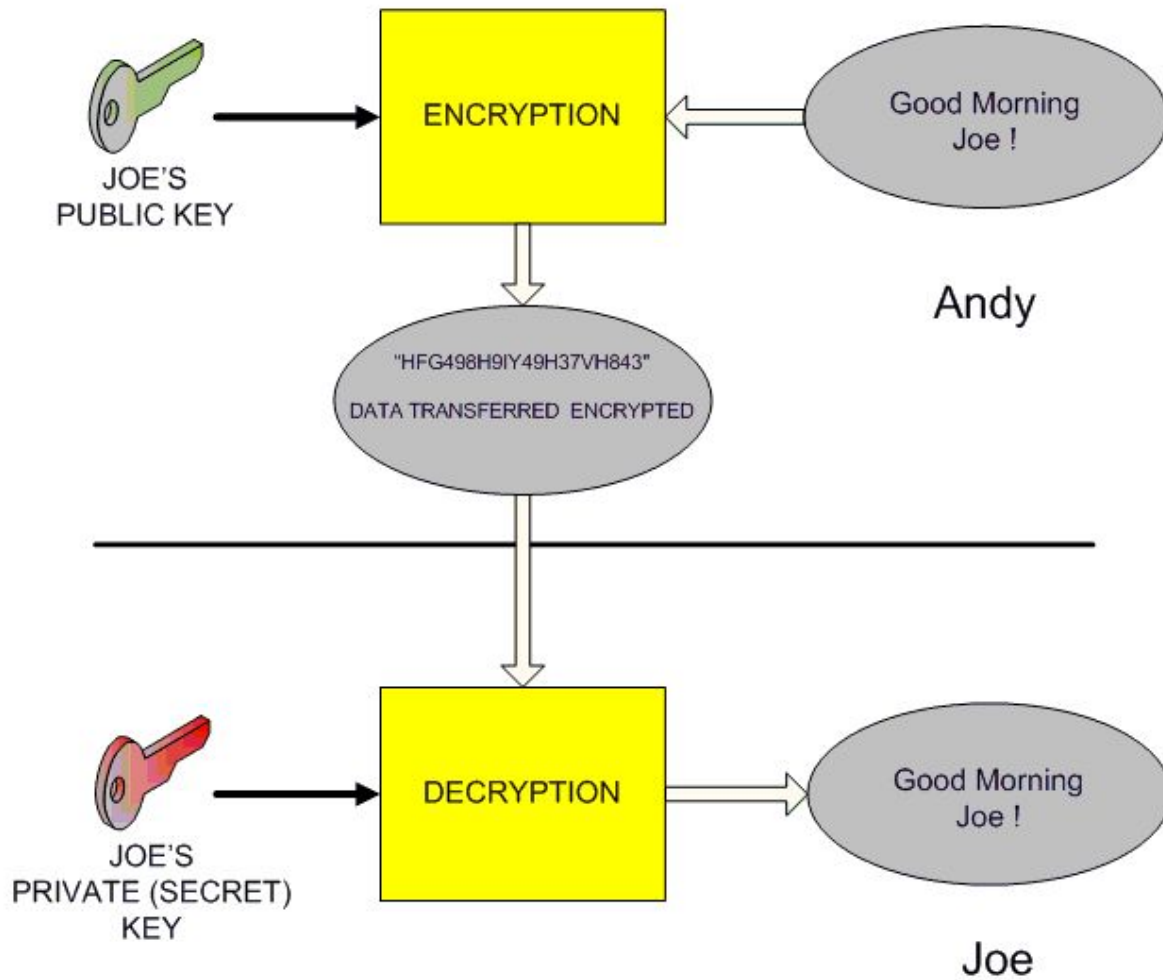 JOE'S
PUBLIC KEY
ENCRYPTION
Good Morning
Joe !
Andy
"HFG498H9IY49H37VH843"
DATA TRANSFERRED ENCRYPTED
JOE'S
PRIVATE (SECRET)
KEY
DECRYPTION
Good Morning
Joe !
Joe